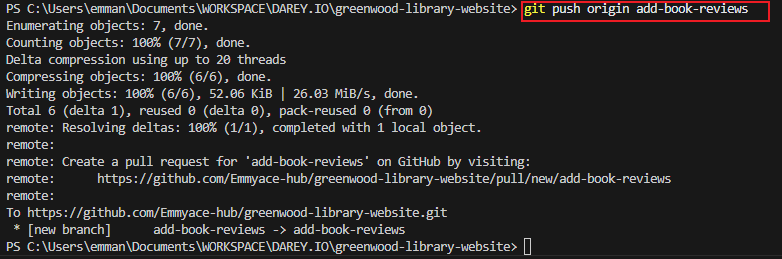 PS C:\Users\emman\Documents\WORKSPACE\DAREY.IO\greenwood-library-website> git push origin add-book-reviews
Enumerating objects: 7, done.
Counting objects: 100% (7/7), done.
Delta compression using up to 20 threads
Compressing objects: 100% (6/6), done.
Writing objects: 100% (6/6), 52.06 KiB | 26.03 MiB/s, done.
Total 6 (delta 1), reused 0 (delta 0), pack-reused 0 (from 0)
remote: Resolving deltas: 100% (1/1), completed with 1 local object.
remote:
remote: Create a pull request for 'add-book-reviews' on GitHub by visiting:
remote:      https://github.com/Emmyace-hub/greenwood-library-website/pull/new/add-book-reviews
remote:
To https://github.com/Emmyace-hub/greenwood-library-website.git
 * [new branch]      add-book-reviews -> add-book-reviews
PS C:\Users\emman\Documents\WORKSPACE\DAREY.IO\greenwood-library-website>